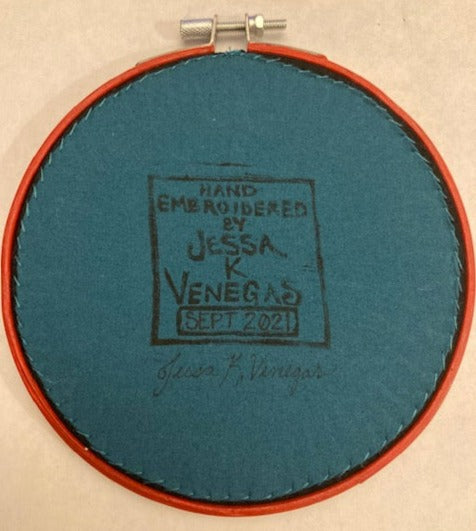 HAND
EMBROIDERED
BY
JESSA
K
VENEGAS
SEPT 2021
Jessa K. Venegas